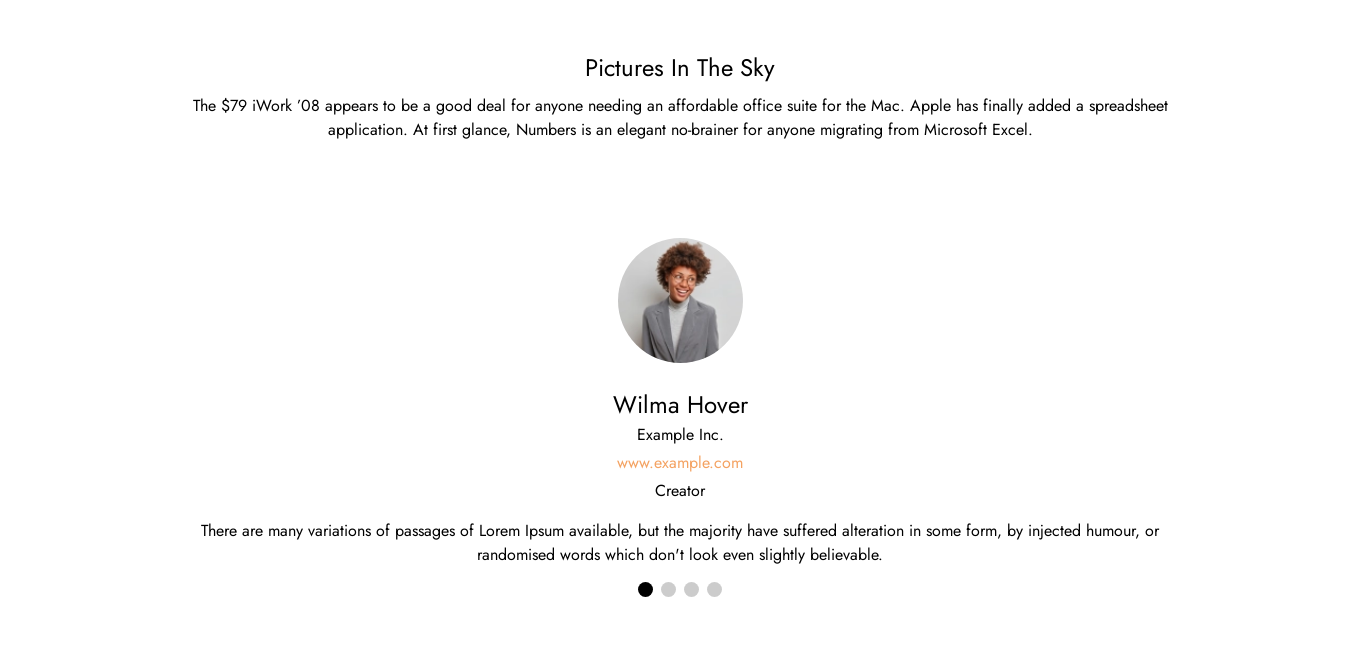 Pictures In The Sky
The $79 iWork ’08 appears to be a good deal for anyone needing an affordable office suite for the Mac. Apple has finally added a spreadsheet
application. At first glance, Numbers is an elegant no-brainer for anyone migrating from Microsoft Excel.
Wilma Hover
Example Inc.
www.example.com
Creator
There are many variations of passages of Lorem Ipsum available, but the majority have suffered alteration in some form, by injected humour, or
randomised words which don't look even slightly believable.